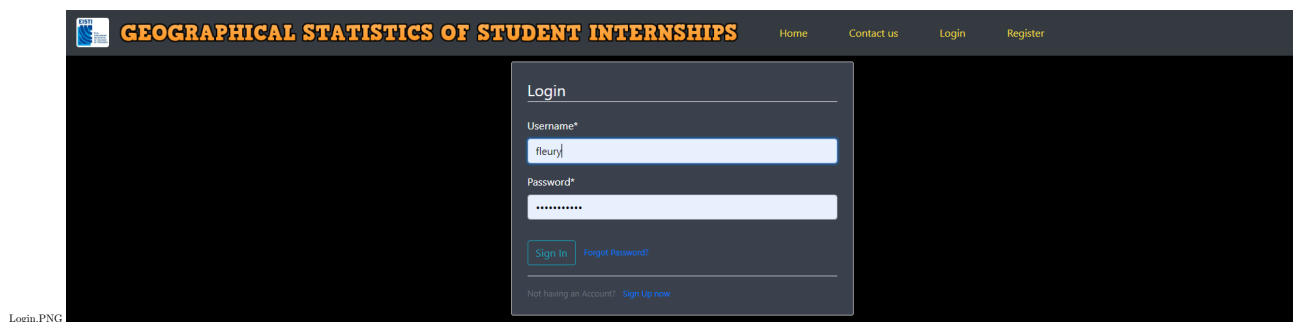 EISTI
GEOGRAPHICAL STATISTICS OF STUDENT INTERNSHIPS
Home Contact us Login Register
Login
Username*
fleury
Password*
•••••••••••
Sign In Forgot Password?
Not having an Account? Sign Up now
Login.PNG